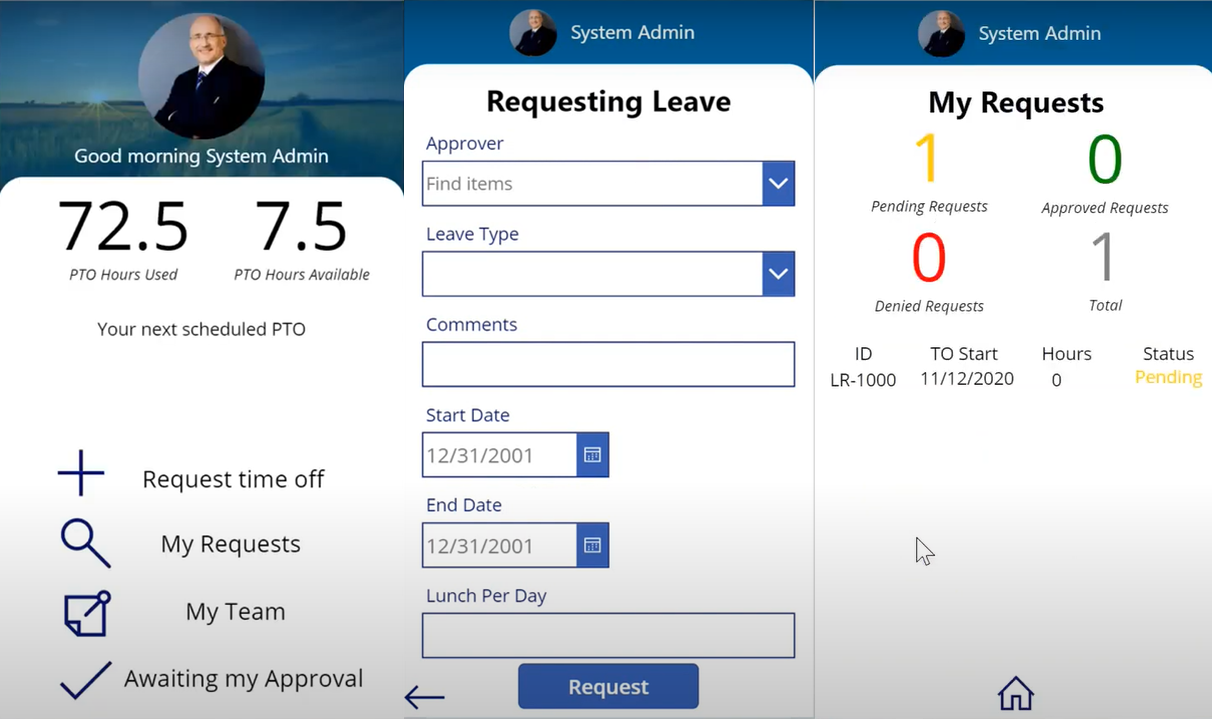 Good morning System Admin
72.5 7.5
PTO Hours Used PTO Hours Available
Your next scheduled PTO
Request time off
My Requests
My Team
Awaiting my Approval
System Admin
Requesting Leave
Approver
Find items
Leave Type
Comments
Start Date
12/31/2001
End Date
12/31/2001
Lunch Per Day
Request
System Admin
My Requests
1 0
Pending Requests Approved Requests
0 1
Denied Requests Total
ID TO Start Hours Status
LR-1000 11/12/2020 0 Pending